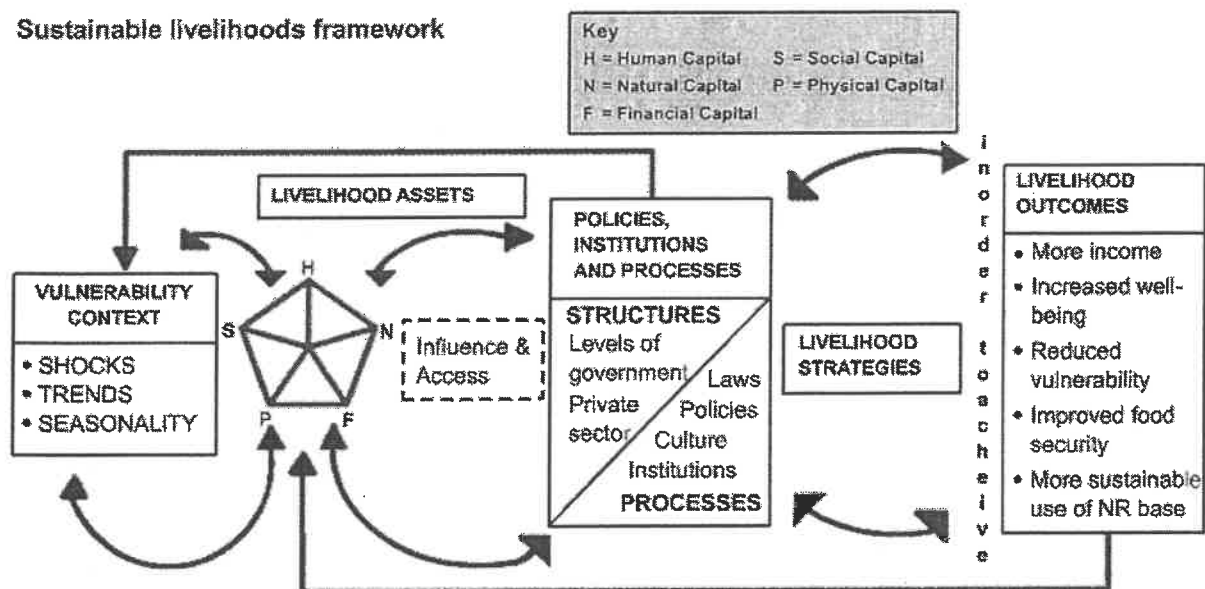 Sustainable livelihoods framework
Key
H = Human Capital S = Social Capital
N = Natural Capital P = Physical Capital
F = Financial Capital
LIVELIHOOD ASSETS
VULNERABILITY
CONTEXT
• SHOCKS
• TRENDS
• SEASONALITY
H
S
N
P
F
Influence &
Access
POLICIES,
INSTITUTIONS
AND PROCESSES
STRUCTURES
Levels of
government
Private
sector
Laws
Policies
Culture
Institutions
PROCESSES
LIVELIHOOD
STRATEGIES
inorder toacheive
LIVELIHOOD
OUTCOMES
• More income
• Increased well-
being
• Reduced
vulnerability
• Improved food
security
• More sustainable
use of NR base